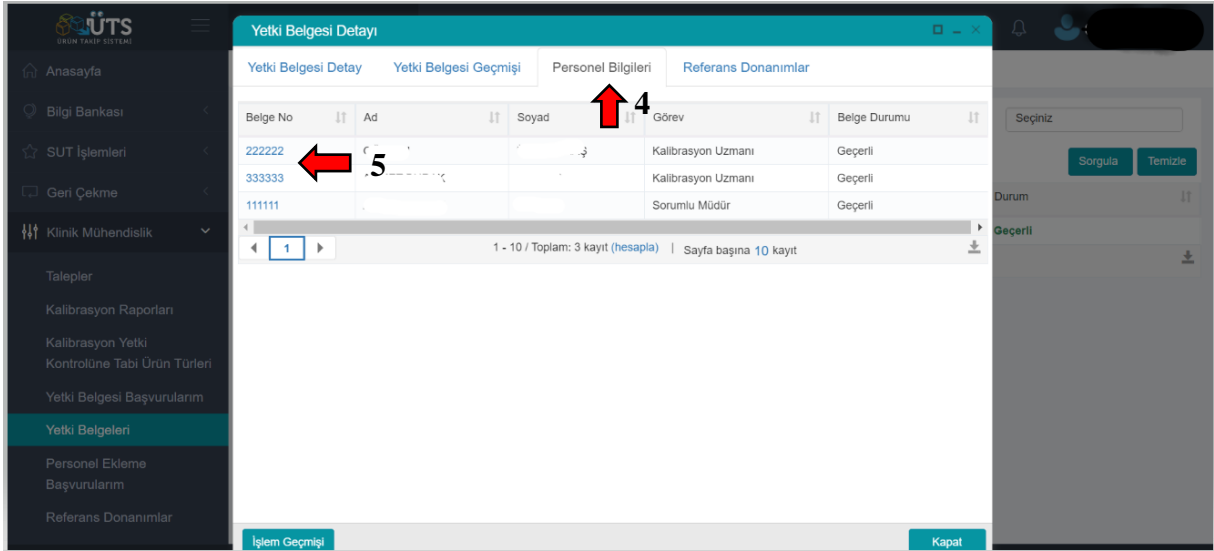 ÜTS
ÜRÜN TAKİP SİSTEMİ
Anasayfa
Bilgi Bankası
SUT İşlemleri
Geri Çekme
Klinik Mühendislik
Talepler
Kalibrasyon Raporları
Kalibrasyon Yetki
Kontrolüne Tabi Ürün Türleri
Yetki Belgesi Başvurularım
Yetki Belgeleri
Personel Ekleme
Başvurularım
Referans Donanımlar
Yetki Belgesi Detayı
Yetki Belgesi Detay Yetki Belgesi Geçmişi Personel Bilgileri Referans Donanımlar
4
Belge No Ad Soyad Görev Belge Durumu
222222 Kalibrasyon Uzmanı Geçerli
5
333333 Kalibrasyon Uzmanı Geçerli
111111 Sorumlu Müdür Geçerli
1 1 - 10 / Toplam: 3 kayıt (hesapla) | Sayfa başına 10 kayıt
İşlem Geçmişi Kapat
Seçiniz
Sorgula Temizle
Durum
Geçerli